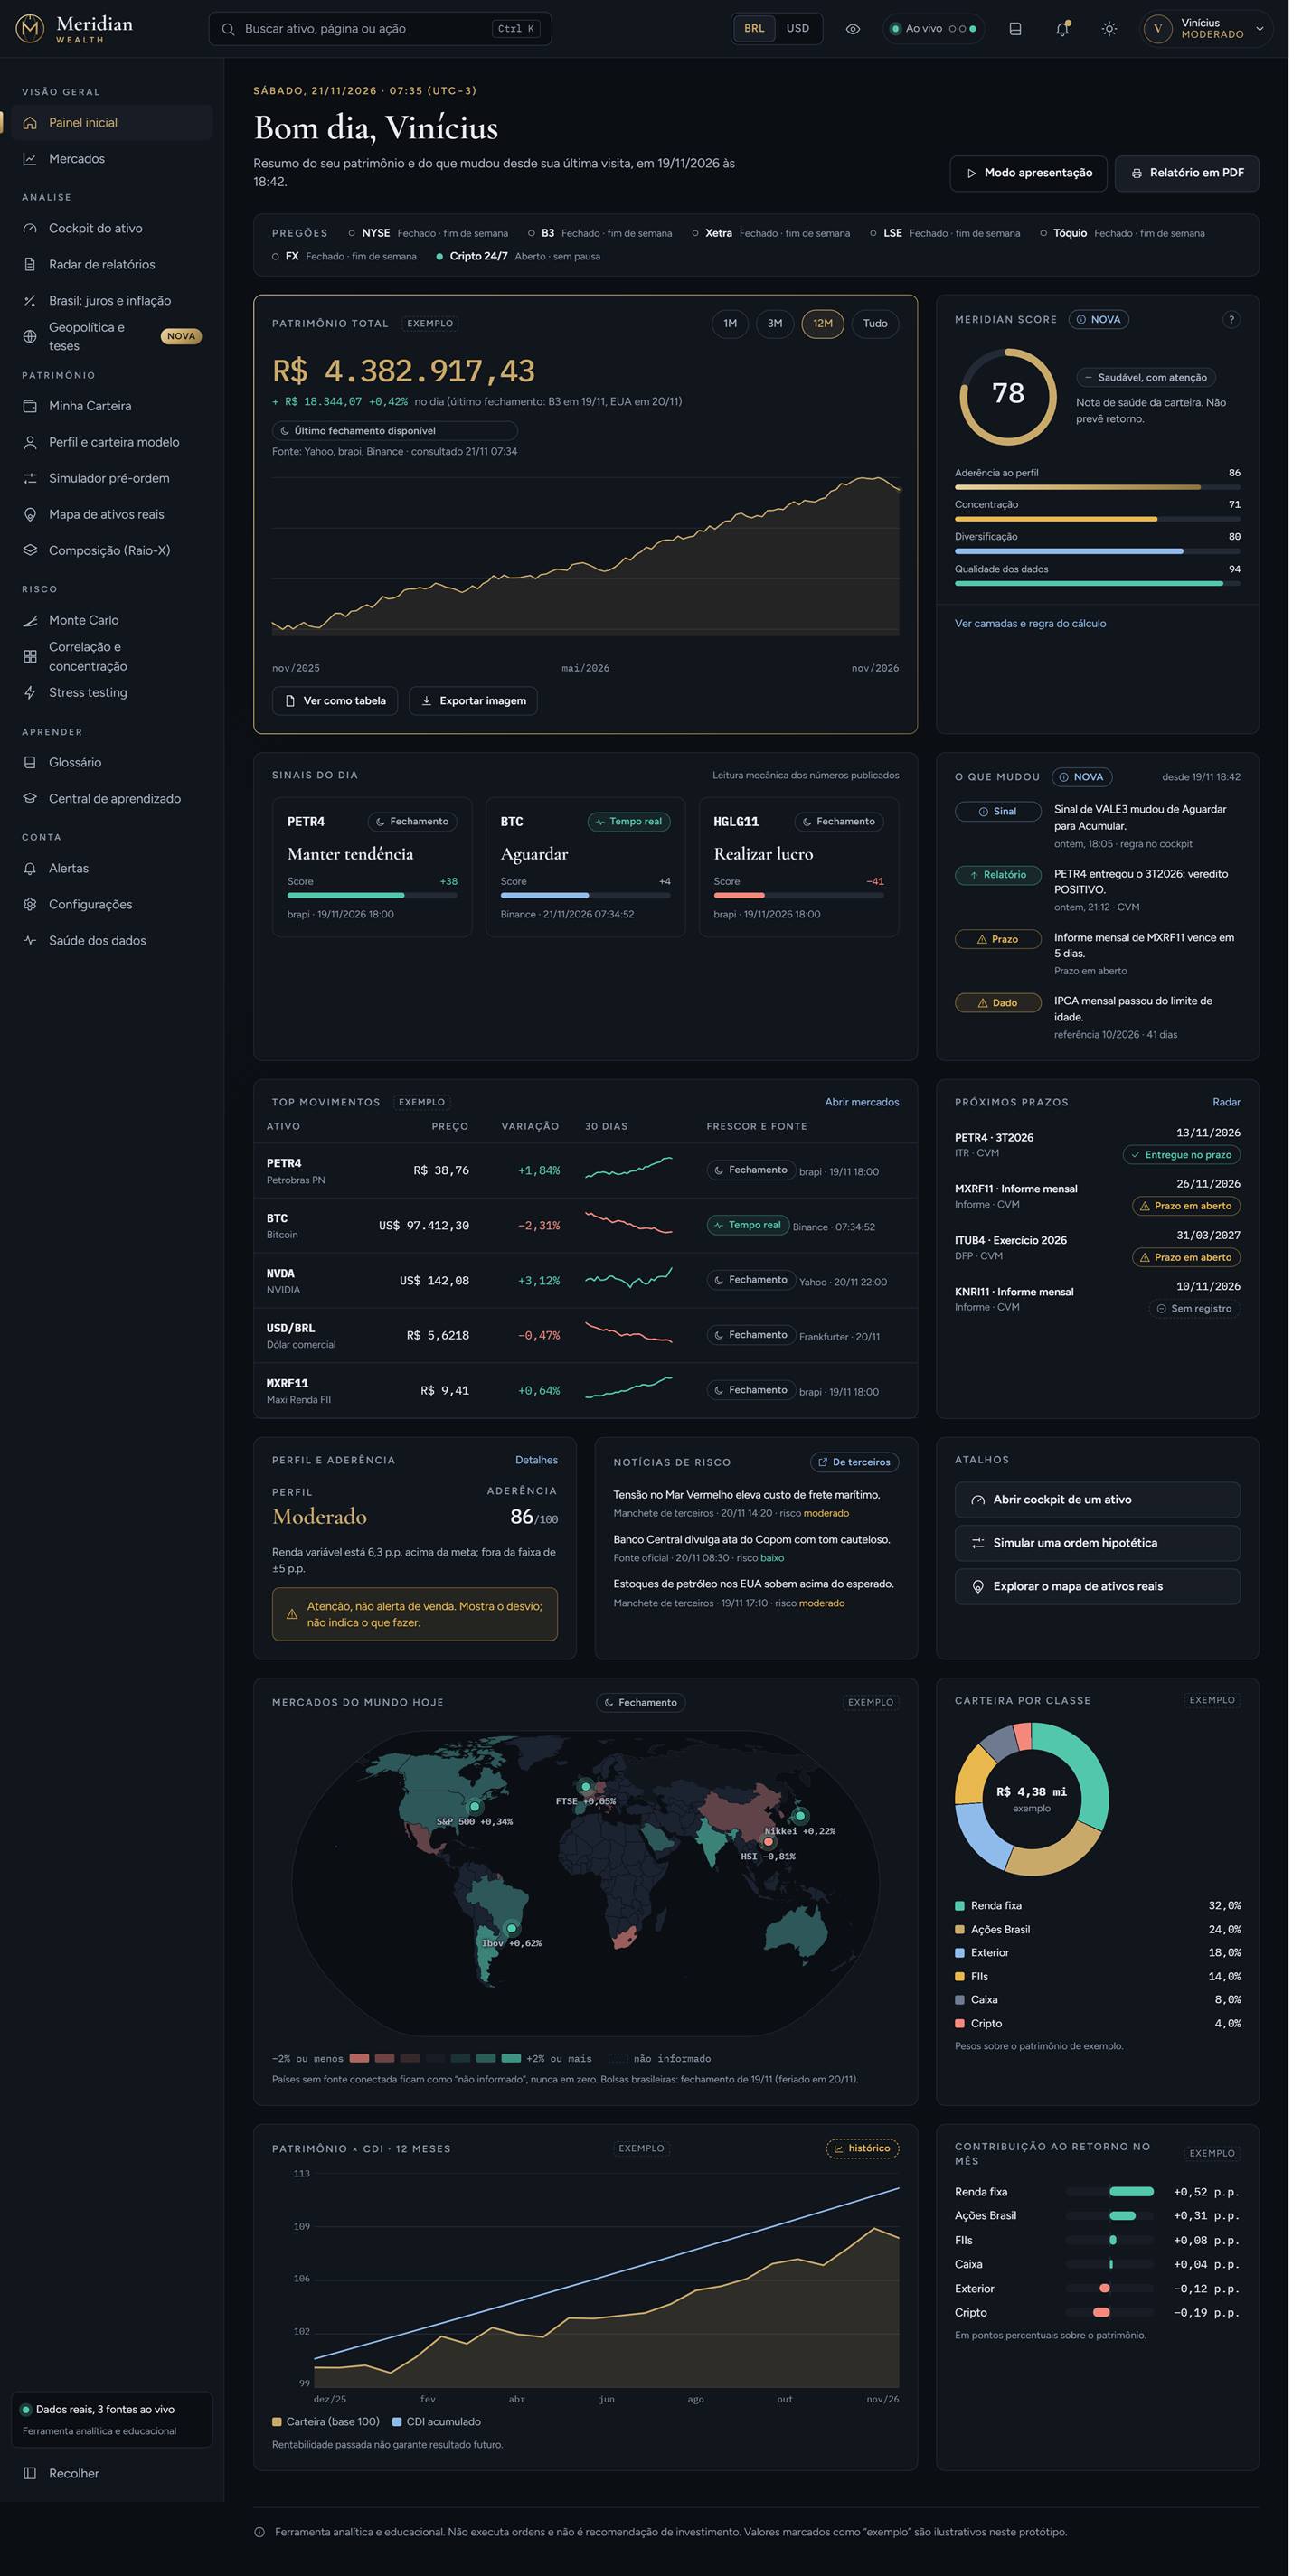 Meridian
WEALTH
Buscar ativo, página ou ação
Ctrl K
BRL
USD
Ao vivo
V
Vinícius
MODERADO
VISÃO GERAL
Painel inicial
Mercados
ANÁLISE
Cockpit do ativo
Radar de relatórios
Brasil: juros e inflação
Geopolítica e
teses
NOVA
PATRIMÔNIO
Minha Carteira
Perfil e carteira modelo
Simulador pré-ordem
Mapa de ativos reais
Composição (Raio-X)
RISCO
Monte Carlo
Correlação e
concentração
Stress testing
APRENDER
Glossário
Central de aprendizado
CONTA
Alertas
Configurações
Saúde dos dados
Dados reais, 3 fontes ao vivo
Ferramenta analítica e educacional
Recolher
SÁBADO, 21/11/2026 · 07:35 (UTC-3)
Bom dia, Vinícius
Resumo do seu patrimônio e do que mudou desde sua última visita, em 19/11/2026 às
18:42.
Modo apresentação
Relatório em PDF
PREGÕES
NYSE Fechado · fim de semana
B3 Fechado · fim de semana
Xetra Fechado · fim de semana
LSE Fechado · fim de semana
Tóquio Fechado · fim de semana
FX Fechado · fim de semana
Cripto 24/7 Aberto · sem pausa
PATRIMÔNIO TOTAL
EXEMPLO
1M
3M
12M
Tudo
R$ 4.382.917,43
+ R$ 18.344,07 +0,42% no dia (último fechamento: B3 em 19/11, EUA em 20/11)
Último fechamento disponível
Fonte: Yahoo, brapi, Binance · consultado 21/11 07:34
nov/2025
mai/2026
nov/2026
Ver como tabela
Exportar imagem
MERIDIAN SCORE
NOVA
?
78
Saudável, com atenção
Nota de saúde da carteira. Não
prevê retorno.
Aderência ao perfil 86
Concentração 71
Diversificação 80
Qualidade dos dados 94
Ver camadas e regra do cálculo
SINAIS DO DIA
Leitura mecânica dos números publicados
PETR4
Fechamento
Manter tendência
Score +38
brapi · 19/11/2026 18:00
BTC
Tempo real
Aguardar
Score +4
Binance · 21/11/2026 07:34:52
HGLG11
Fechamento
Realizar lucro
Score −41
brapi · 19/11/2026 18:00
O QUE MUDOU
NOVA
desde 19/11 18:42
Sinal
Sinal de VALE3 mudou de Aguardar
para Acumular.
ontem, 18:05 · regra no cockpit
Relatório
PETR4 entregou o 3T2026: veredito
POSITIVO.
ontem, 21:12 · CVM
Prazo
Informe mensal de MXRF11 vence em
5 dias.
Prazo em aberto
Dado
IPCA mensal passou do limite de
idade.
referência 10/2026 · 41 dias
TOP MOVIMENTOS
EXEMPLO
Abrir mercados
ATIVO PREÇO VARIAÇÃO 30 DIAS FRESCOR E FONTE
PETR4
Petrobras PN
R$ 38,76 +1,84% Fechamento brapi · 19/11 18:00
BTC
Bitcoin
US$ 97.412,30 −2,31% Tempo real Binance · 07:34:52
NVDA
NVIDIA
US$ 142,08 +3,12% Fechamento Yahoo · 20/11 22:00
USD/BRL
Dólar comercial
R$ 5,6218 −0,47% Fechamento Frankfurter · 20/11
MXRF11
Maxi Renda FII
R$ 9,41 +0,64% Fechamento brapi · 19/11 18:00
PRÓXIMOS PRAZOS
Radar
PETR4 · 3T2026
ITR · CVM
13/11/2026
Entregue no prazo
MXRF11 · Informe mensal
Informe · CVM
26/11/2026
Prazo em aberto
ITUB4 · Exercício 2026
DFP · CVM
31/03/2027
Prazo em aberto
KNRI11 · Informe mensal
Informe · CVM
10/11/2026
Sem registro
PERFIL E ADERÊNCIA
Detalhes
PERFIL
Moderado
ADERÊNCIA
86/100
Renda variável está 6,3 p.p. acima da meta; fora da faixa de
±5 p.p.
Atenção, não alerta de venda. Mostra o desvio;
não indica o que fazer.
NOTÍCIAS DE RISCO
De terceiros
Tensão no Mar Vermelho eleva custo de frete marítimo.
Manchete de terceiros · 20/11 14:20 · risco moderado
Banco Central divulga ata do Copom com tom cauteloso.
Fonte oficial · 20/11 08:30 · risco baixo
Estoques de petróleo nos EUA sobem acima do esperado.
Manchete de terceiros · 19/11 17:10 · risco moderado
ATALHOS
Abrir cockpit de um ativo
Simular uma ordem hipotética
Explorar o mapa de ativos reais
MERCADOS DO MUNDO HOJE
Fechamento
EXEMPLO
FTSE +0,05%
S&P 500 +0,34%
Nikkei +0,22%
HSI −0,81%
Ibov +0,62%
−2% ou menos
+2% ou mais
não informado
Países sem fonte conectada ficam como “não informado”, nunca em zero. Bolsas brasileiras: fechamento de 19/11 (feriado em 20/11).
CARTEIRA POR CLASSE
EXEMPLO
R$ 4,38 mi
exemplo
Renda fixa 32,0%
Ações Brasil 24,0%
Exterior 18,0%
FIIs 14,0%
Caixa 8,0%
Cripto 4,0%
Pesos sobre o patrimônio de exemplo.
PATRIMÔNIO × CDI · 12 MESES
EXEMPLO
histórico
113
109
106
102
99
dez/25
fev
abr
jun
ago
out
nov/26
Carteira (base 100)
CDI acumulado
Rentabilidade passada não garante resultado futuro.
CONTRIBUIÇÃO AO RETORNO NO
MÊS
EXEMPLO
Renda fixa +0,52 p.p.
Ações Brasil +0,31 p.p.
FIIs +0,08 p.p.
Caixa +0,04 p.p.
Exterior −0,12 p.p.
Cripto −0,19 p.p.
Em pontos percentuais sobre o patrimônio.
Ferramenta analítica e educacional. Não executa ordens e não é recomendação de investimento. Valores marcados como “exemplo” são ilustrativos neste protótipo.